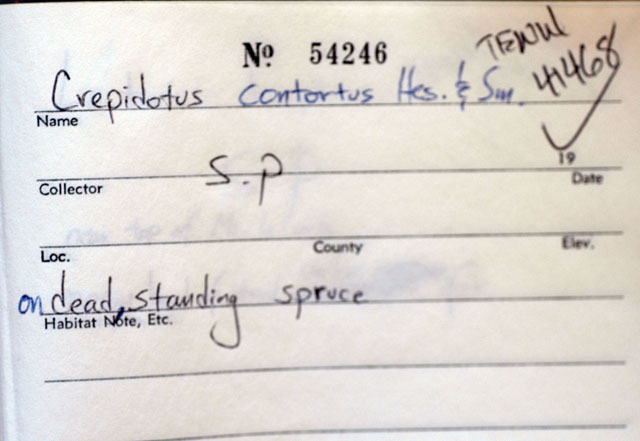 Nº 54246
TENN
41468
Crepidotus contortus Hes. & Sm.
Name
19
S.P
Collector
Date
Loc.
County
Elev.
on dead, standing spruce
Habitat Note, Etc.